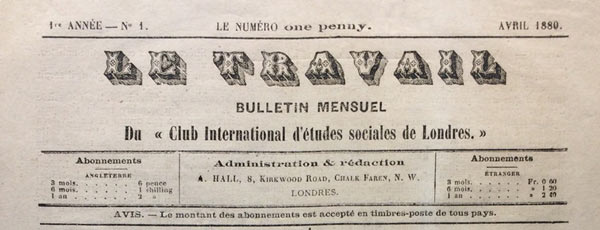 1re ANNÉE — No 1. LE NUMÉRO one penny. AVRIL 1880.
LE TRAVAIL
BULLETIN MENSUEL
Du « Club International d'études sociales de Londres. »
Abonnements
ANGLETERRE
3 mois. . . . . . . 6 pence
6 mois. . . . . . . 1 shilling
1 an . . . . . . . 2 »
Administration & rédaction
A. HALL, 8, KIRKWOOD ROAD, CHALK FAREN, N. W.
LONDRES.
Abonnements
ÉTRANGER
3 mois. . . . . . Fr. 0 60
6 mois. . . . . . » 1 20
1 an . . . . . . » 2 40
AVIS. — Le montant des abonnements est accepté en timbres-poste de tous pays.